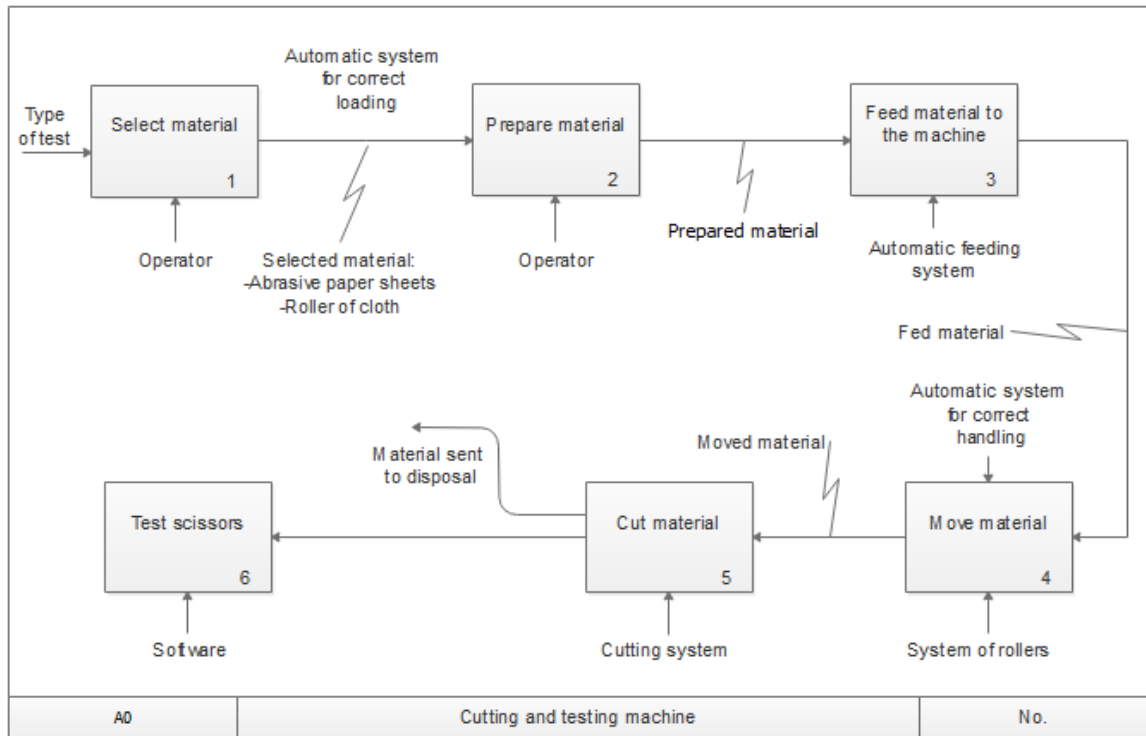 Type
of test
Select material
1
Operator
Automatic system
for correct
loading
Selected material:
-Abrasive paper sheets
-Roller of cloth
Prepare material
2
Operator
Prepared material
Feed material to
the machine
3
Automatic feeding
system
Fed material
Automatic system
for correct
handling
Move material
4
System of rollers
Moved material
Cut material
5
Cutting system
Material sent
to disposal
Test scissors
6
Software
A0
Cutting and testing machine
No.